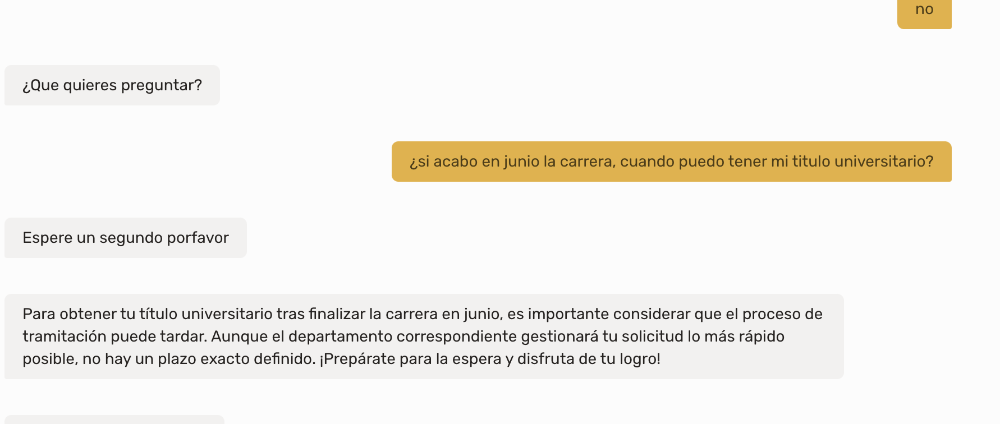 no
¿Que quieres preguntar?
¿si acabo en junio la carrera, cuando puedo tener mi titulo universitario?
Espere un segundo porfavor
Para obtener tu título universitario tras finalizar la carrera en junio, es importante considerar que el proceso de
tramitación puede tardar. Aunque el departamento correspondiente gestionará tu solicitud lo más rápido
posible, no hay un plazo exacto definido. ¡Prepárate para la espera y disfruta de tu logro!